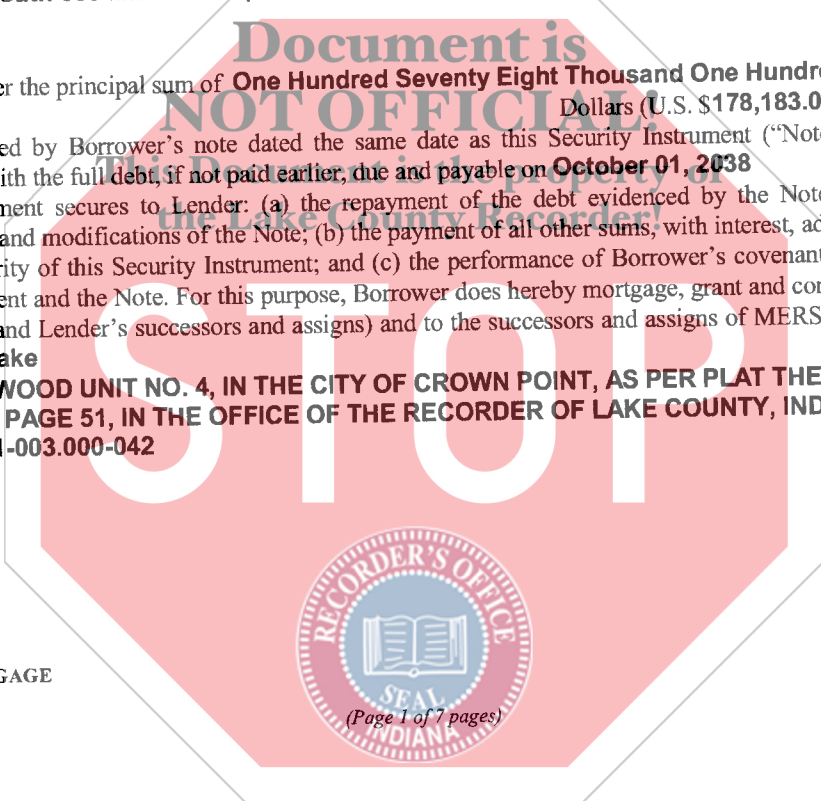 Document is
er the principal sum of One Hundred Seventy Eight Thousand One Hundr
NOT OFFICIAL!
Dollars (U.S. $178,183.0
ed by Borrower's note dated the same date as this Security Instrument ("Note
This Document is the property of
ith the full debt, if not paid earlier, due and payable on October 01, 2038
ment secures to Lender: (a) the repayment of the debt evidenced by the Note
the Lake County Recorder!
and modifications of the Note; (b) the payment of all other sums, with interest, ad
rity of this Security Instrument; and (c) the performance of Borrower's covenant
ent and the Note. For this purpose, Borrower does hereby mortgage, grant and con
and Lender's successors and assigns) and to the successors and assigns of MERS
ake
WOOD UNIT NO. 4, IN THE CITY OF CROWN POINT, AS PER PLAT THE
PAGE 51, IN THE OFFICE OF THE RECORDER OF LAKE COUNTY, IND
-003.000-042
STOP
RECORDER'S OFFICE
GAGE
SEAL
(Page 1 of 7 pages)
INDIANA